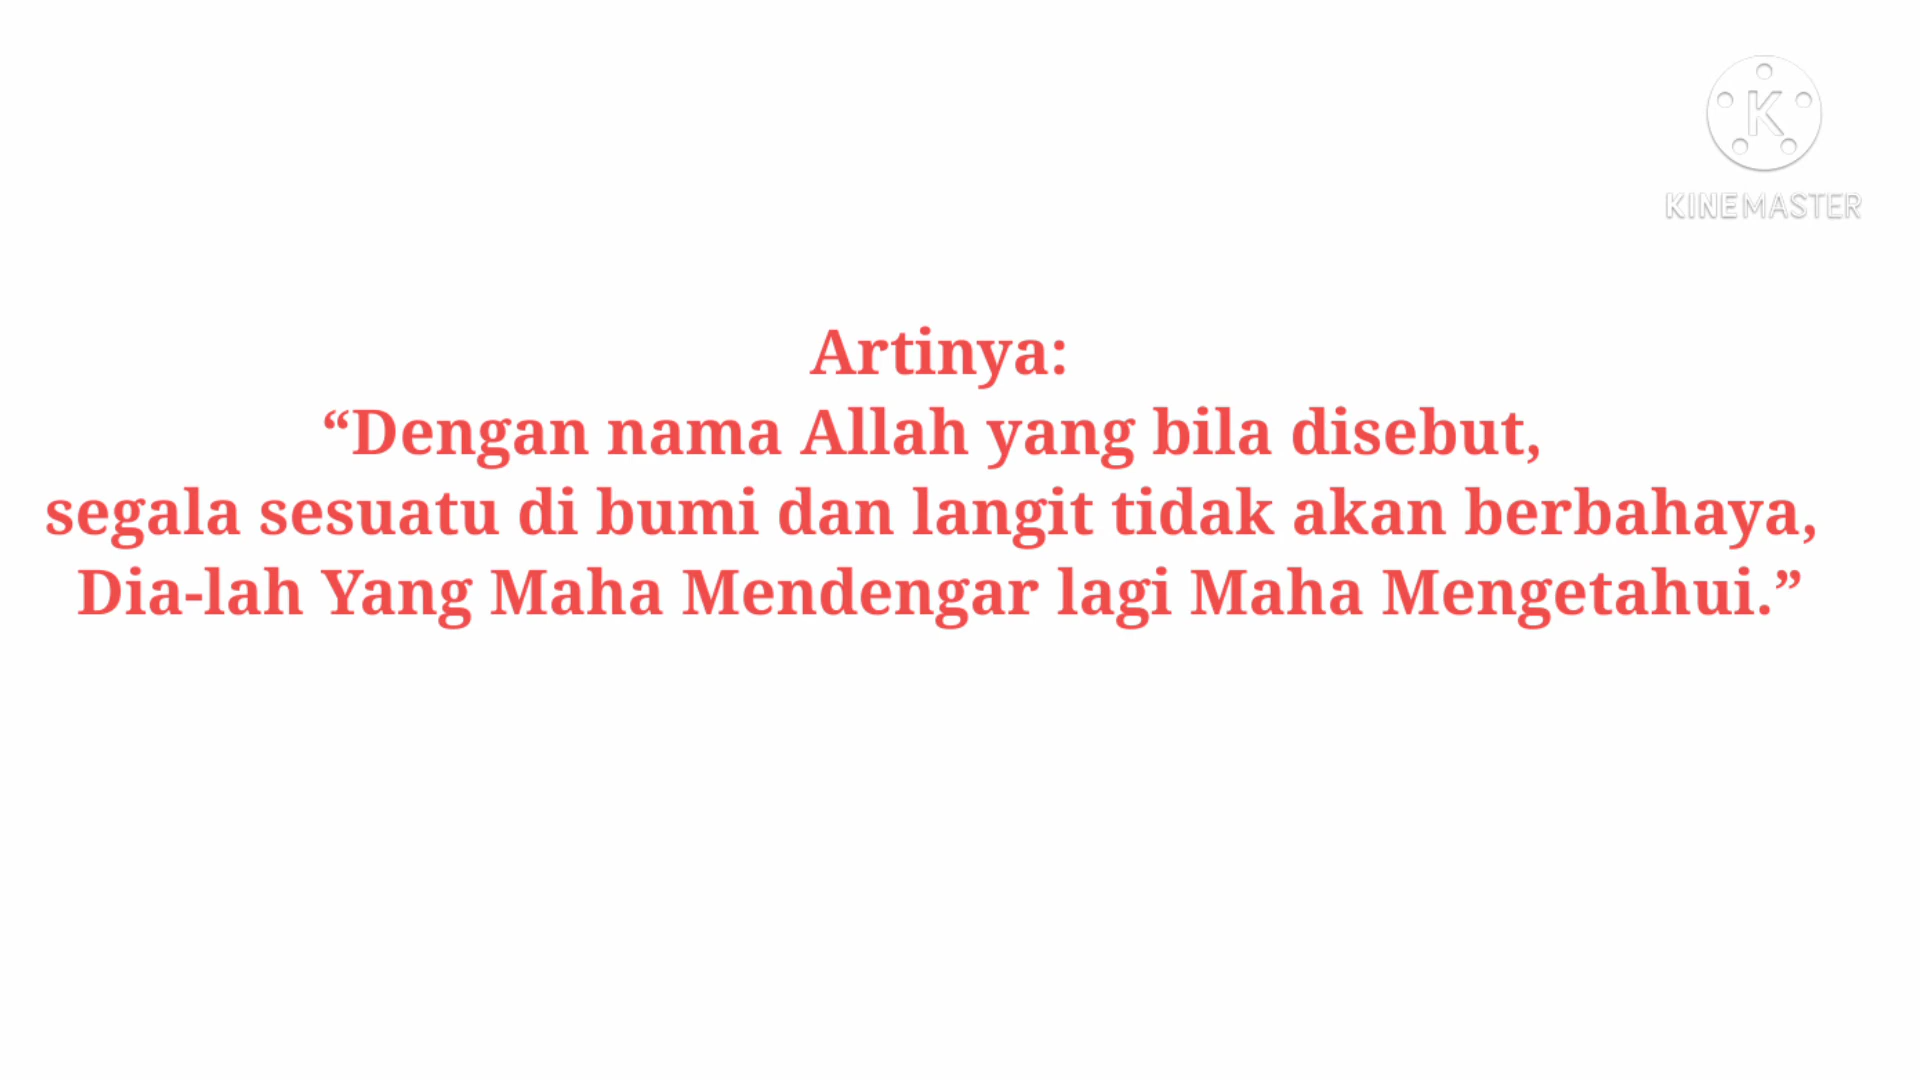 KINEMASTER
Artinya:
“Dengan nama Allah yang bila disebut,
segala sesuatu di bumi dan langit tidak akan berbahaya,
Dia-lah Yang Maha Mendengar lagi Maha Mengetahui.”